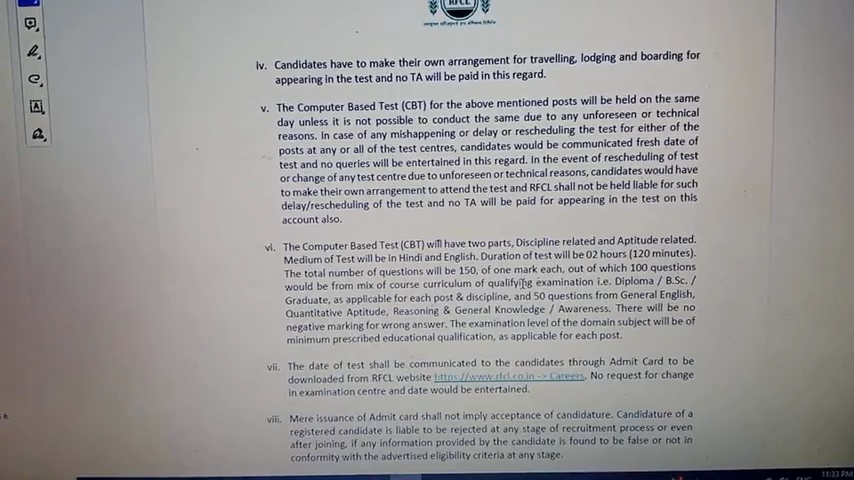 RFCL
iv. Candidates have to make their own arrangement for travelling, lodging and boarding for
appearing in the test and no TA will be paid in this regard.
v. The Computer Based Test (CBT) for the above mentioned posts will be held on the same
day unless it is not possible to conduct the same due to any unforeseen or technical
reasons. In case of any mishappening or delay or rescheduling the test for either of the
posts at any or all of the test centres, candidates would be communicated fresh date of
test and no queries will be entertained in this regard. In the event of rescheduling of test
or change of any test centre due to unforeseen or technical reasons, candidates would have
to make their own arrangement to attend the test and RFCL shall not be held liable for such
delay/rescheduling of the test and no TA will be paid for appearing in the test on this
account also.
vi. The Computer Based Test (CBT) will have two parts, Discipline related and Aptitude related.
Medium of Test will be in Hindi and English. Duration of test will be 02 hours (120 minutes).
The total number of questions will be 150, of one mark each, out of which 100 questions
would be from mix of course curriculum of qualifying examination i.e. Diploma / B.Sc. /
Graduate, as applicable for each post & discipline, and 50 questions from General English,
Quantitative Aptitude, Reasoning & General Knowledge / Awareness. There will be no
negative marking for wrong answer. The examination level of the domain subject will be of
minimum prescribed educational qualification, as applicable for each post.
vii. The date of test shall be communicated to the candidates through Admit Card to be
downloaded from RFCL website https://www.rfcl.co.in -> Careers. No request for change
in examination centre and date would be entertained.
viii. Mere issuance of Admit card shall not imply acceptance of candidature. Candidature of a
registered candidate is liable to be rejected at any stage of recruitment process or even
after joining, if any information provided by the candidate is found to be false or not in
conformity with the advertised eligibility criteria at any stage.
11:33 PM